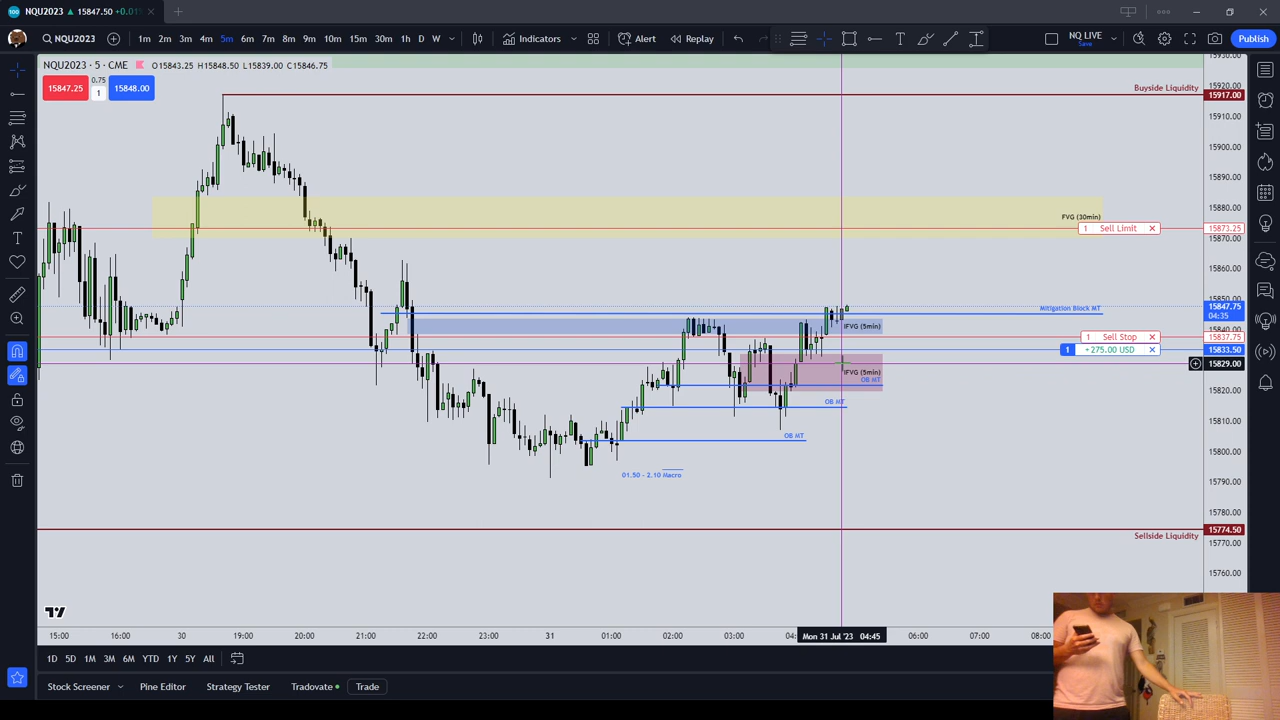 NQU2023 ▲ 15847.50 +0.01
NQU2023 1m 2m 3m 4m 5m 6m 7m 8m 9m 10m 15m 30m 1h D W Indicators Alert Replay NQ LIVE Save Publish
NQU2023 · 5 · CME O15843.25 H15848.50 L15839.00 C15846.75
15847.25 0.75 1 15848.00
15930.00
15920.00
Buyside Liquidity 15917.00
15910.00
15900.00
15890.00
15880.00
FVG (30min)
1 Sell Limit 15873.25
15870.00
15860.00
15850.00
Mitigation Block MT 15847.75
04:35
IFVG (5min) 15840.00
1 Sell Stop 15837.75
1 +275.00 USD 15833.50
15829.00
IFVG (5min)
OB MT
15820.00
OB MT
15810.00
OB MT
15800.00
01.50 - 2.10 Macro
15790.00
15780.00
15774.50
Sellside Liquidity
15770.00
15760.00
15:00 16:00 30 19:00 20:00 21:00 22:00 23:00 31 01:00 02:00 03:00 04: Mon 31 Jul '23 04:45 06:00 07:00 08:00
1D 5D 1M 3M 6M YTD 1Y 5Y All
Stock Screener Pine Editor Strategy Tester Tradovate Trade